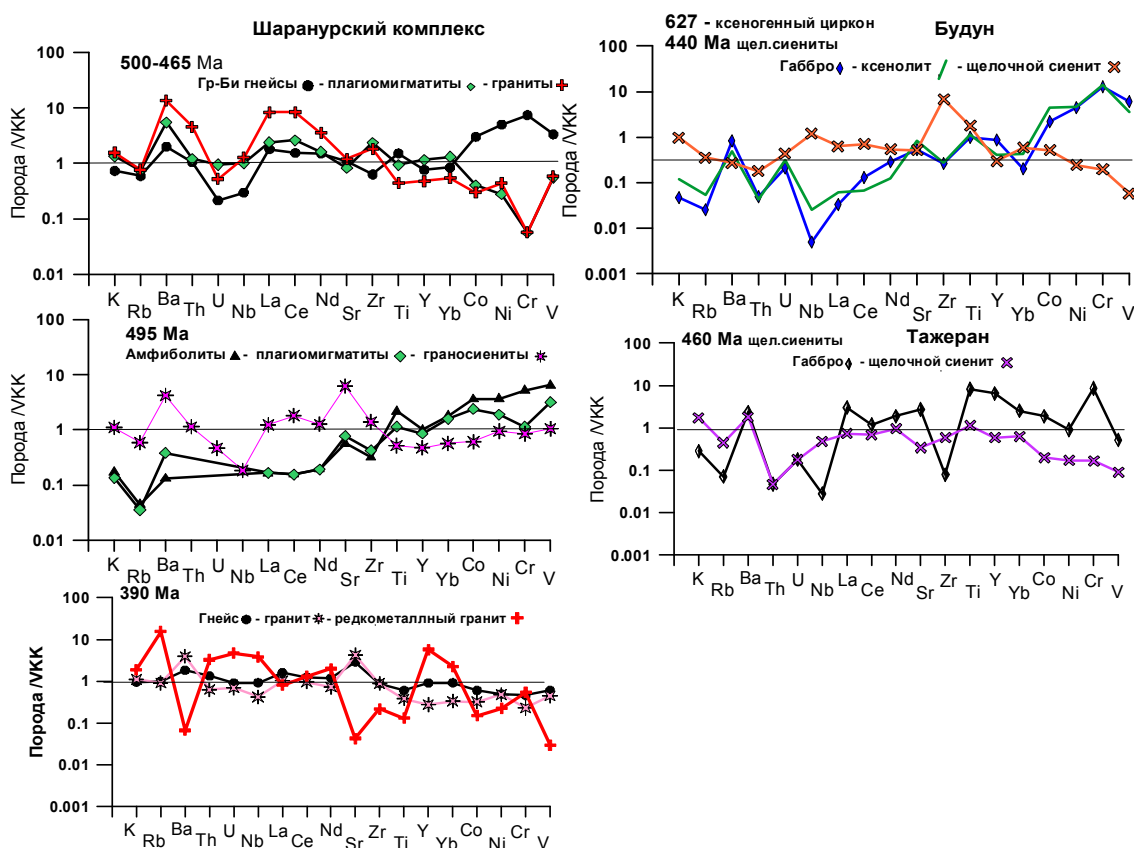 Шаранурский комплекс
500-465 Ma
Гр-Би гнейсы - плагиомигматиты - граниты
Порода /VKK
100
10
1
0.1
0.01
K Rb Ba Th U Nb La Ce Nd Sr Zr Ti Y Yb Co Ni Cr V
495 Ma
Амфиболиты - плагиомигматиты - граносиениты
Порода /VKK
100
10
1
0.1
0.01
K Rb Ba Th U Nb La Ce Nd Sr Zr Ti Y Yb Co Ni Cr V
390 Ma
Гнейс - гранит - редкометаллный гранит
Порода /VKK
100
10
1
0.1
0.01
0.001
K Rb Ba Th U Nb La Ce Nd Sr Zr Ti Y Yb Co Ni Cr V
627 - ксеногенный циркон
Будун
440 Ma щел.сиениты
Габбро - ксенолит - щелочной сиенит
Порода /VKK
100
10
1
0.1
0.01
0.001
K Rb Ba Th U Nb La Ce Nd Sr Zr Ti Y Yb Co Ni Cr V
460 Ma щел.сиениты
Тажеран
Габбро - щелочной сиенит
Порода /VKK
100
10
1
0.1
0.01
0.001
K Rb Ba Th U Nb La Ce Nd Sr Zr Ti Y Yb Co Ni Cr V